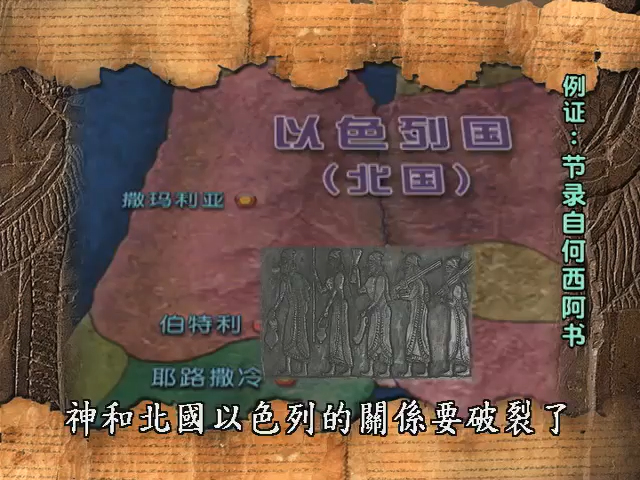 以色列国
（北国）
撒玛利亚
伯特利
耶路撒冷
例证：节录自何西阿书
神和北國以色列的關係要破裂了